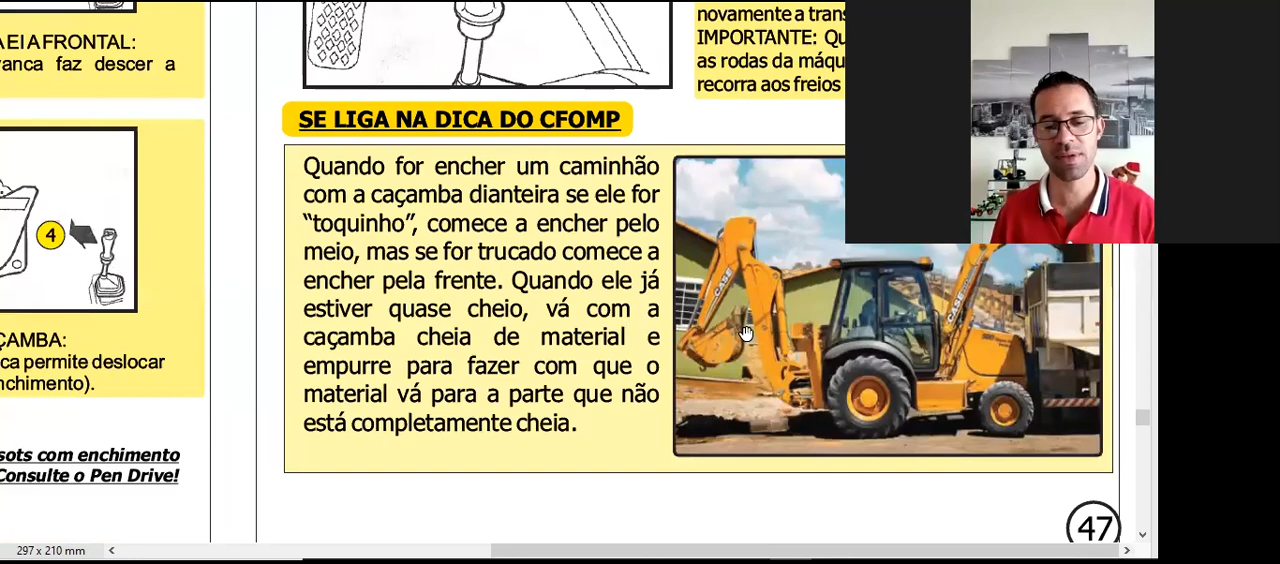 A EIA FRONTAL:
vanca faz descer a
4
ÇAMBA:
ca permite deslocar
nchimento).
sots com enchimento
Consulte o Pen Drive!
novamente a trans
IMPORTANTE: Qu
as rodas da máqu
recorra aos freios
SE LIGA NA DICA DO CFOMP
Quando for encher um caminhão
com a caçamba dianteira se ele for
“toquinho”, comece a encher pelo
meio, mas se for trucado comece a
encher pela frente. Quando ele já
estiver quase cheio, vá com a
caçamba cheia de material e
empurre para fazer com que o
material vá para a parte que não
está completamente cheia.
CASE
CASE
47
297 x 210 mm